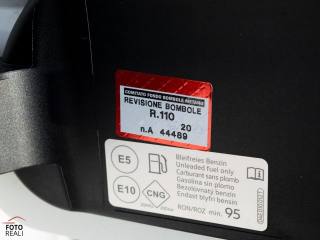 COMITATO FONDO BOMBOLE METANO
REVISIONE BOMBOLE
R.110
20
n.A 44489
E5
E10
CNG
Bleifreies Benzin
Unleaded fuel only
Carburant sans plomb
Gasolina sin plomo
Bezolovnatý benzin
Endast blyfri bensin
RON/ROZ min. 95
FOTO
REALI